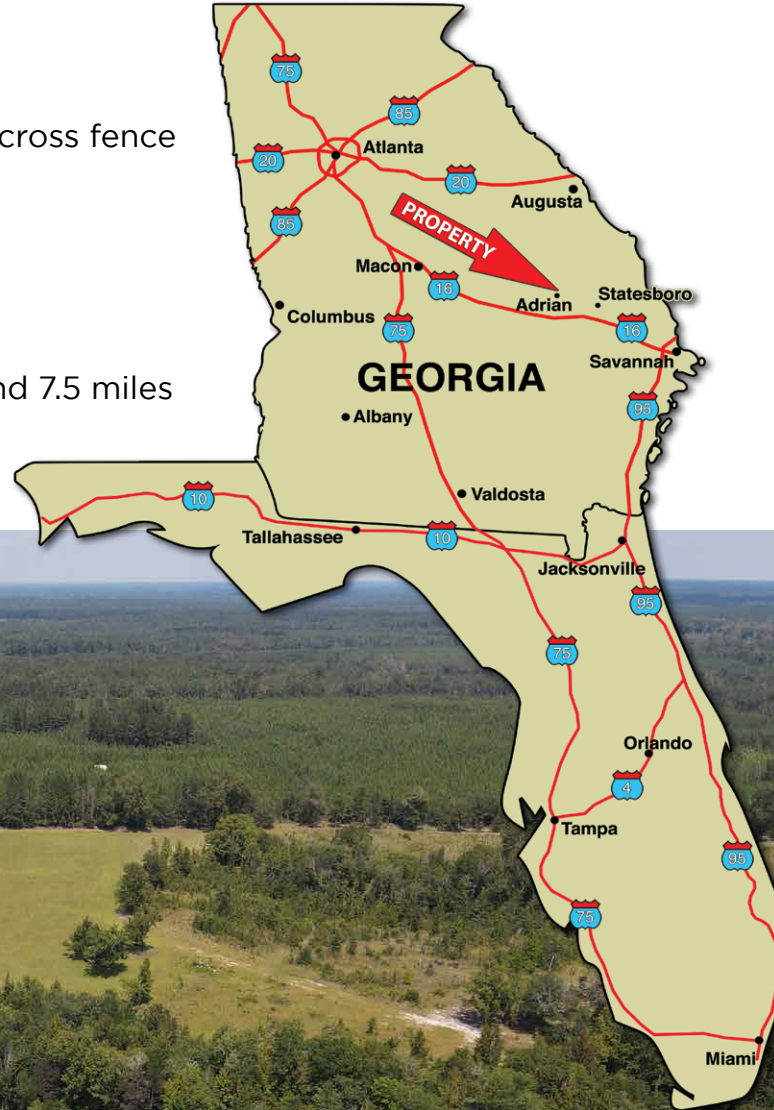 75
85
cross fence
Atlanta
20
20
Augusta
PROPERTY
85
Macon
16
Adrian
Statesboro
Columbus
75
16
Savannah
GEORGIA
nd 7.5 miles
95
Albany
Valdosta
10
Tallahassee
10
Jacksonville
95
75
Orlando
4
Tampa
95
75
Miami